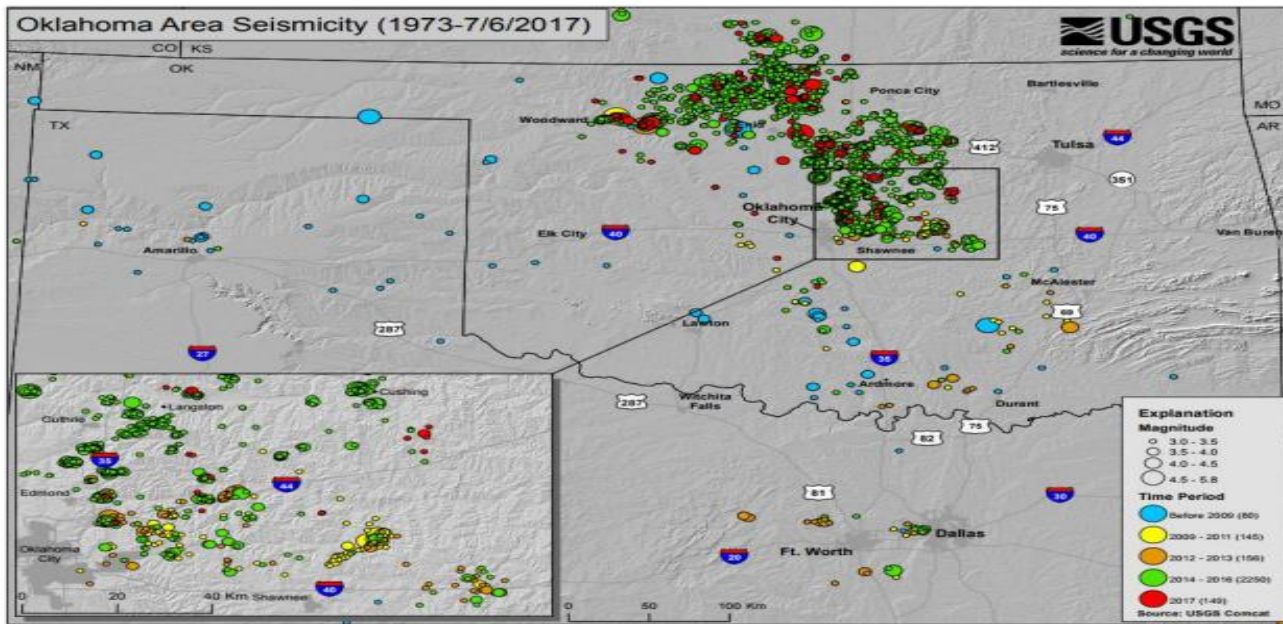 Oklahoma Area Seismicity (1973-7/6/2017)
USGS
science for a changing world
CO KS
NM
OK
TX
MO
AR
Ponca City
Bartlesville
Woodward
Enid
412
44
Tulsa
351
75
Oklahoma
City
Elk City
40
40
Van Buren
Shawnee
Amarillo
McAlester
69
Lawton
287
27
35
Ardmore
287
Wichita
Falls
Durant
75
82
81
30
Dallas
Ft. Worth
20
Cushing
Langston
Guthrie
35
44
Edmond
Oklahoma
City
40
Shawnee
0 20 40 Km
0 50 100 Km
Explanation
Magnitude
3.0 - 3.5
3.5 - 4.0
4.0 - 4.5
4.5 - 5.8
Time Period
Before 2009 (80)
2009 - 2011 (145)
2012 - 2013 (156)
2014 - 2016 (2250)
2017 (149)
Source: USGS Comcat